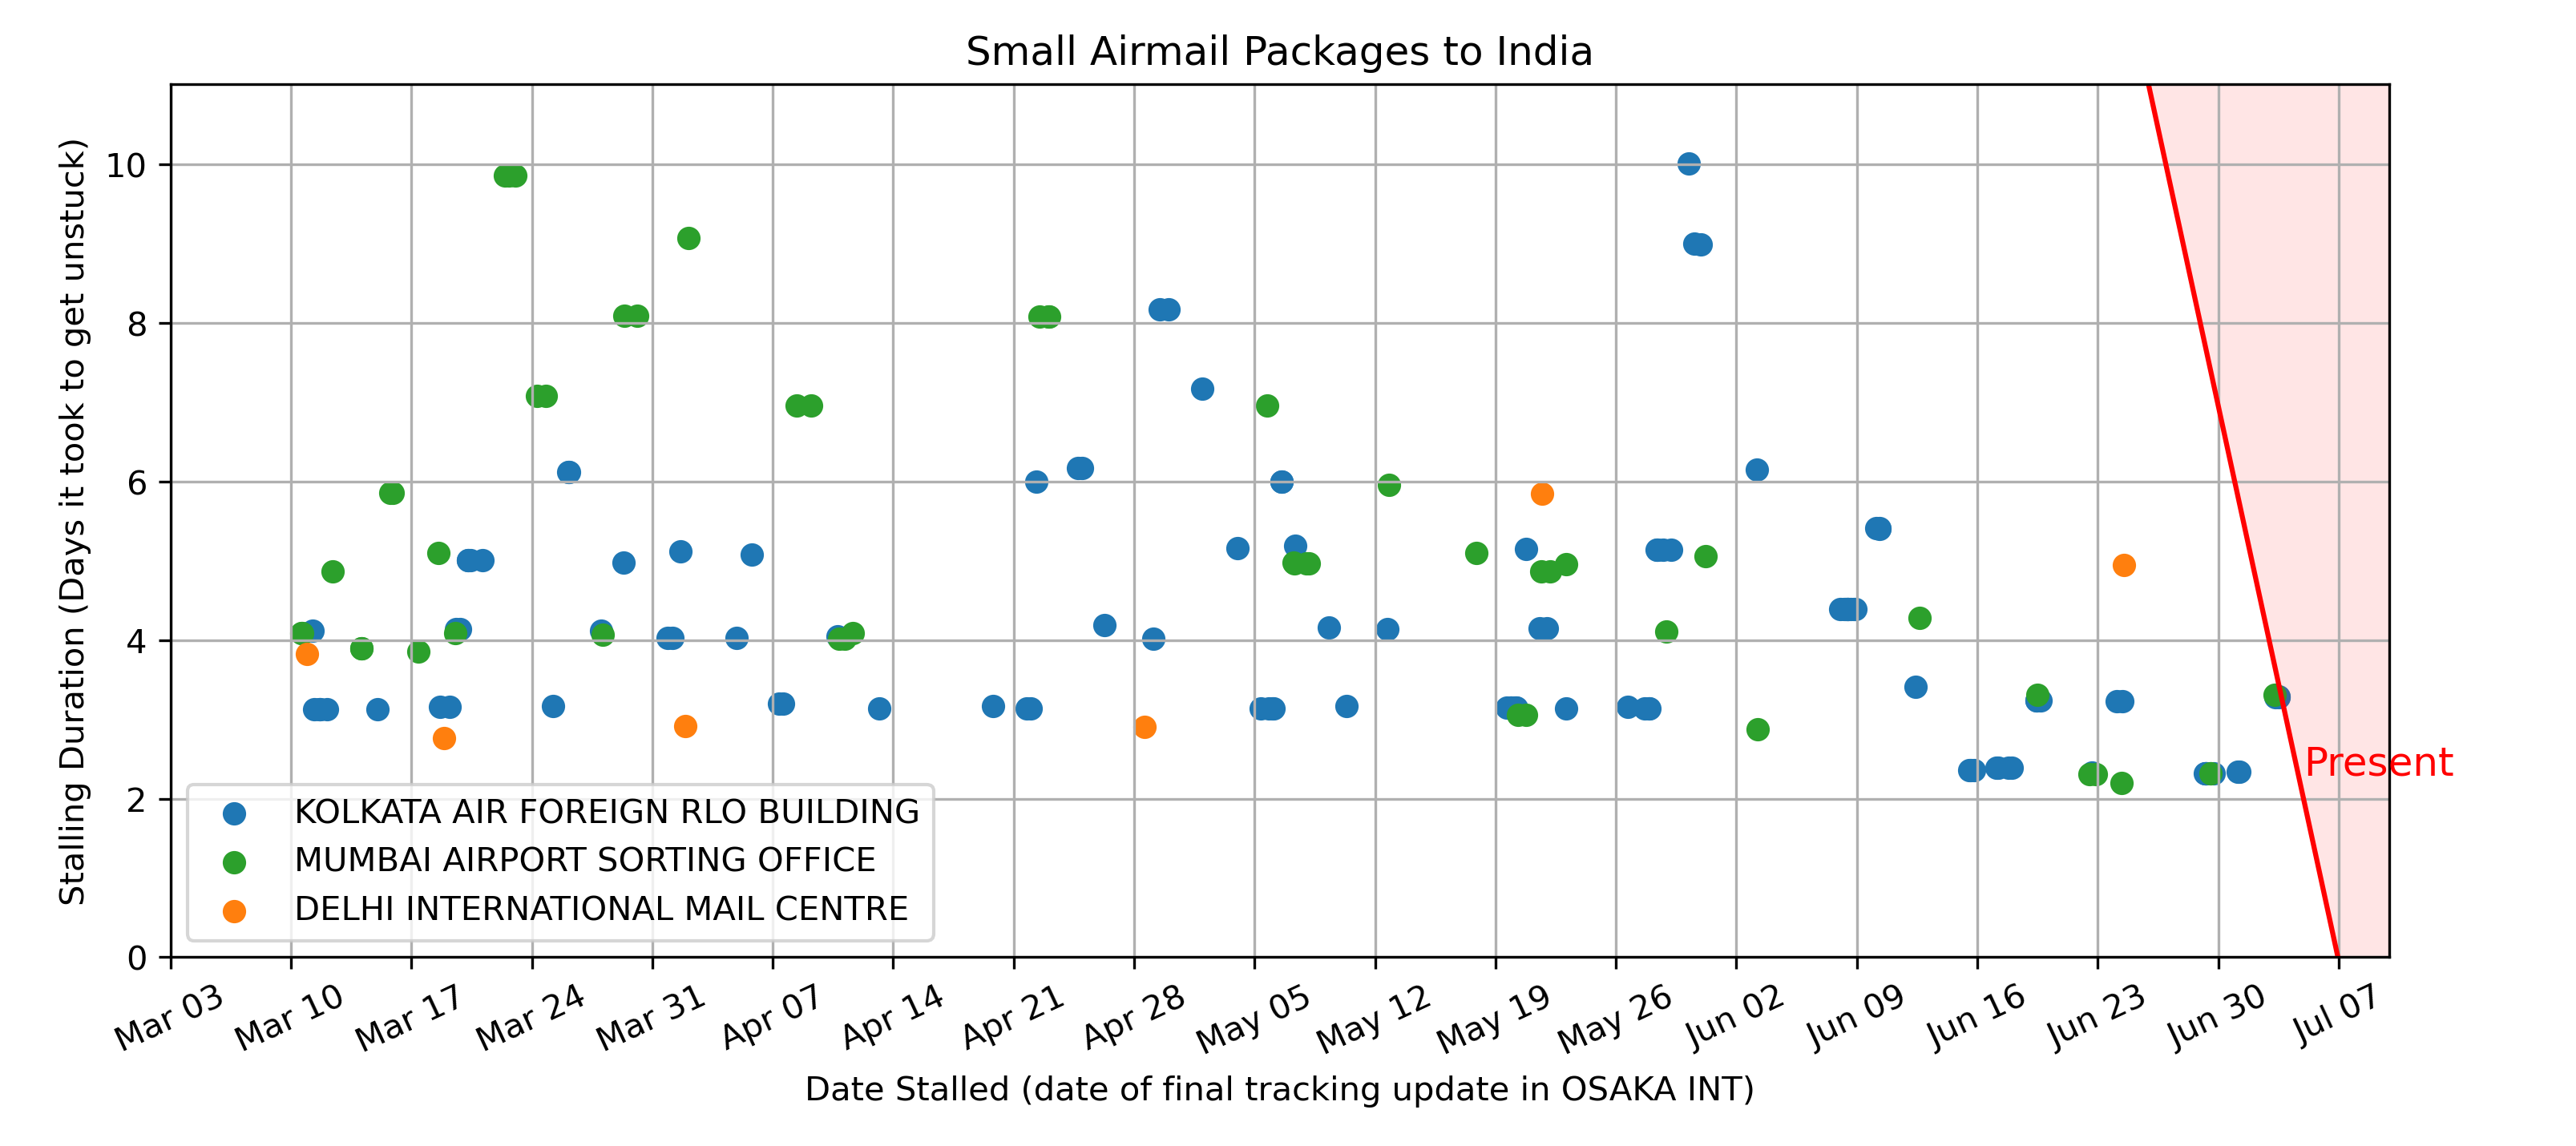 Small Airmail Packages to India
Stalling Duration (Days it took to get unstuck)
10
8
6
4
2
0
Present
KOLKATA AIR FOREIGN RLO BUILDING
MUMBAI AIRPORT SORTING OFFICE
DELHI INTERNATIONAL MAIL CENTRE
Mar 03
Mar 10
Mar 17
Mar 24
Mar 31
Apr 07
Apr 14
Apr 21
Apr 28
May 05
May 12
May 19
May 26
Jun 02
Jun 09
Jun 16
Jun 23
Jun 30
Jul 07
Date Stalled (date of final tracking update in OSAKA INT)